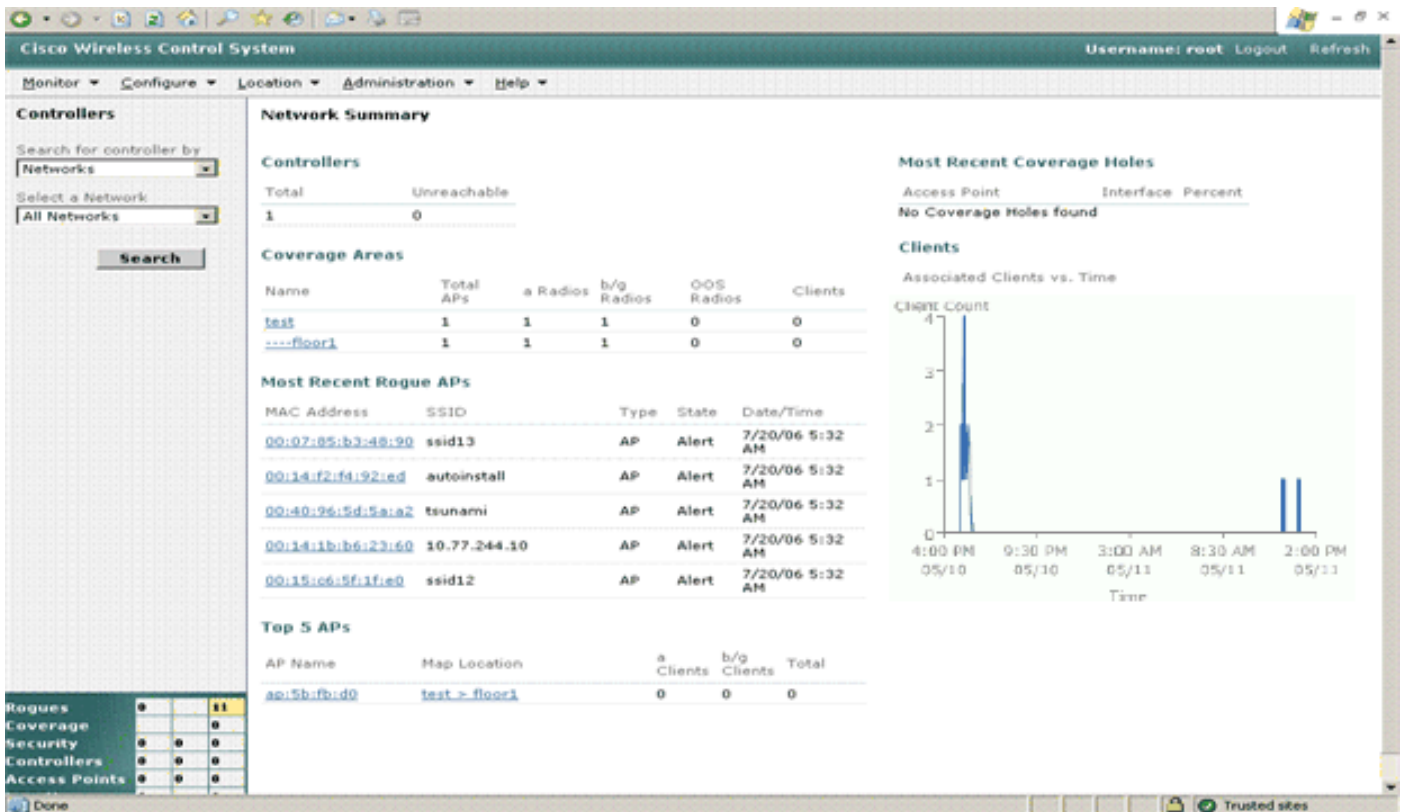 Cisco Wireless Control System
Username: root Logout Refresh
Monitor Configure Location Administration Help
Controllers
Search for controller by
Networks
Select a Network
All Networks
Search
Network Summary
Controllers
Total Unreachable
1 0
Coverage Areas
Name Total APs a Radios b/g Radios OOS Radios Clients
test 1 1 1 0 0
----floor1 1 1 1 0 0
Most Recent Rogue APs
MAC Address SSID Type State Date/Time
00:07:85:b3:48:90 ssid13 AP Alert 7/20/06 5:32 AM
00:14:f2:f4:92:ed autoinstall AP Alert 7/20/06 5:32 AM
00:40:96:5d:5a:a2 tsunami AP Alert 7/20/06 5:32 AM
00:14:1b:b6:23:60 10.77.244.10 AP Alert 7/20/06 5:32 AM
00:15:c6:5f:1f:e0 ssid12 AP Alert 7/20/06 5:32 AM
Top 5 APs
AP Name Map Location a Clients b/g Clients Total
ap:5b:fb:d0 test > floor1 0 0 0
Most Recent Coverage Holes
Access Point Interface Percent
No Coverage Holes found
Clients
Associated Clients vs. Time
Client Count
4
3
2
1
0
4:00 PM 9:30 PM 3:00 AM 8:30 AM 2:00 PM
05/10 05/10 05/11 05/11 05/11
Time
Rogues 0 11
Coverage 0
Security 0 0 0
Controllers 0 0 0
Access Points 0 0 0
Done
Trusted sites